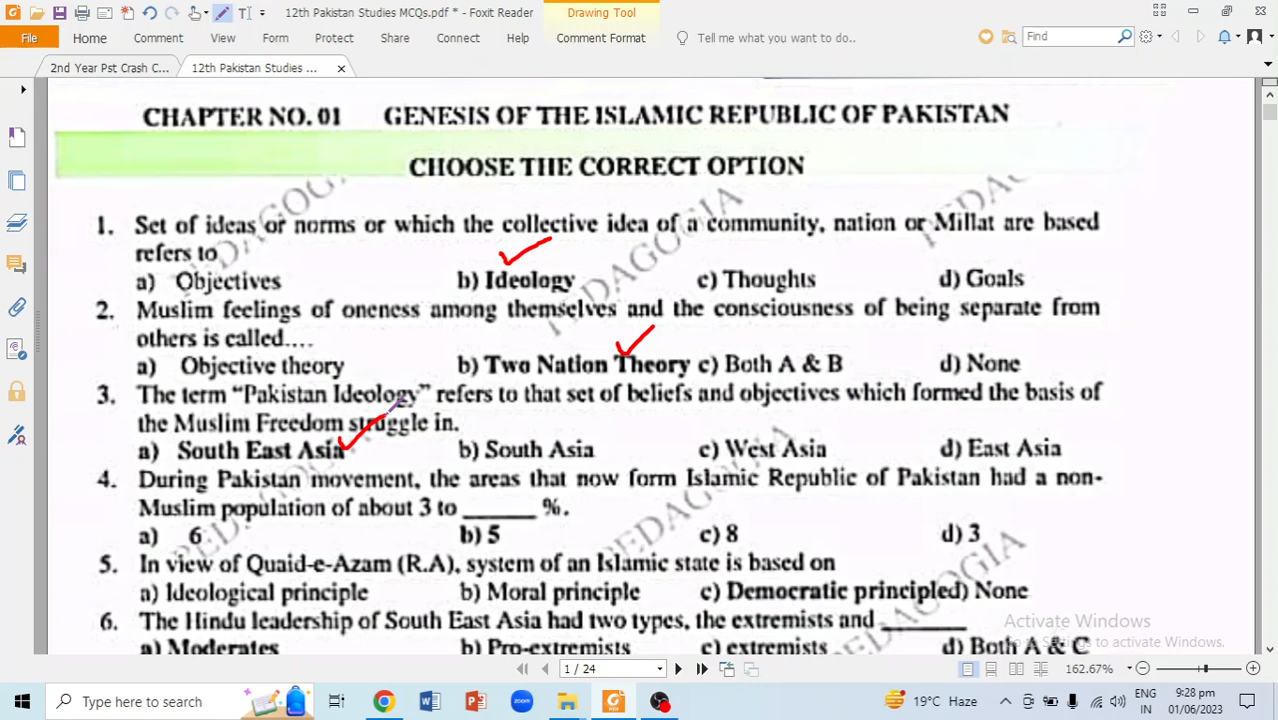 12th Pakistan Studies MCQs.pdf * - Foxit Reader
Drawing Tool
File Home Comment View Form Protect Share Connect Help Comment Format Tell me what you want to do.. Find
2nd Year Pst Crash C... 12th Pakistan Studies ...
CHAPTER NO. 01 GENESIS OF THE ISLAMIC REPUBLIC OF PAKISTAN
CHOOSE THE CORRECT OPTION
1. Set of ideas or norms or which the collective idea of a community, nation or Millat are based
refers to
a) Objectives b) Ideology c) Thoughts d) Goals
2. Muslim feelings of oneness among themselves and the consciousness of being separate from
others is called....
a) Objective theory b) Two Nation Theory c) Both A & B d) None
3. The term “Pakistan Ideology” refers to that set of beliefs and objectives which formed the basis of
the Muslim Freedom struggle in.
a) South East Asia b) South Asia c) West Asia d) East Asia
4. During Pakistan movement, the areas that now form Islamic Republic of Pakistan had a non-
Muslim population of about 3 to ______ %.
a) 6 b) 5 c) 8 d) 3
5. In view of Quaid-e-Azam (R.A), system of an Islamic state is based on
a) Ideological principle b) Moral principle c) Democratic principled) None
6. The Hindu leadership of South East Asia had two types, the extremists and ______
a) Moderates b) Pro-extremists c) extremists d) Both A & C
PEDAGOGIA
PEDAGOGIA
PEDAGOGIA
PEDAGOGIA
PEDAGOGIA
Activate Windows
Go to Settings to activate Windows.
1 / 24 162.67%
Type here to search zoom 19°C Haze ENG 9:28 pm
IN 01/06/2023